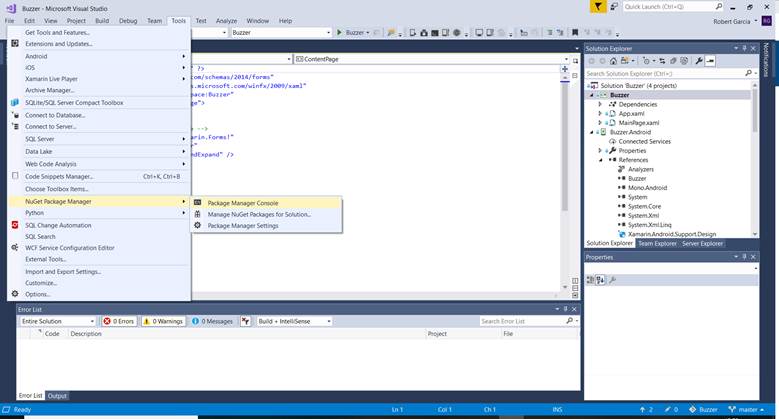 Buzzer - Microsoft Visual Studio
Quick Launch (Ctrl+Q)
File Edit View Project Build Debug Team Tools Test Analyze Window Help
Robert Garcia RG
Buzzer
Buzzer
Get Tools and Features...
Extensions and Updates...
Android
iOS
Xamarin Live Player
Archive Manager...
SQLite/SQL Server Compact Toolbox
Connect to Database...
Connect to Server...
SQL Server
Data Lake
Web Code Analysis
Code Snippets Manager... Ctrl+K, Ctrl+B
Choose Toolbox Items...
NuGet Package Manager
Python
SQL Change Automation
SQL Search
WCF Service Configuration Editor
External Tools...
Import and Export Settings...
Customize...
Options...
Package Manager Console
Manage NuGet Packages for Solution...
Package Manager Settings
ContentPage
" ?>
com/schemas/2014/forms"
s.microsoft.com/winfx/2009/xaml"
space:Buzzer"
ge">
-->
arin.Forms!"
"
ndExpand" />
Solution Explorer
Search Solution Explorer (Ctrl+;)
Solution 'Buzzer' (4 projects)
Buzzer
Dependencies
App.xaml
MainPage.xaml
Buzzer.Android
Connected Services
Properties
References
Analyzers
Buzzer
Mono.Android
System
System.Core
System.Xml
System.Xml.Linq
Xamarin.Android.Support.Design
Solution Explorer Team Explorer Server Explorer
Notifications
Properties
Error List
Entire Solution 0 Errors 0 Warnings 0 Messages Build + IntelliSense Search Error List
Code Description Project File
Error List Output
Ready Ln 1 Col 1 Ch 1 INS 2 0 Buzzer master